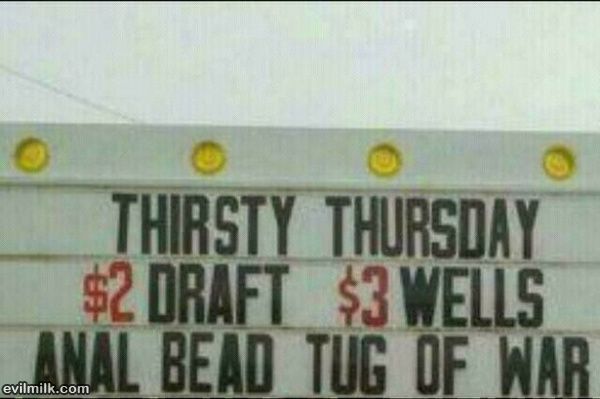 THIRSTY THURSDAY
$2 DRAFT $3 WELLS
ANAL BEAD TUG OF WAR
evilmilk.com